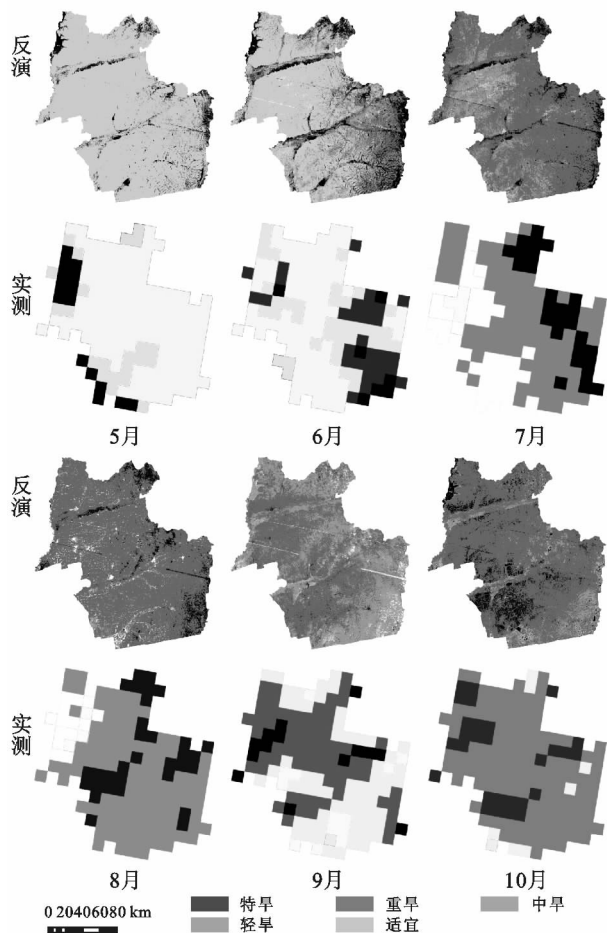 反演
实测
5月 6月 7月
反演
实测
8月 9月 10月
0 20406080 km
特旱 重旱 中旱
轻旱 适宜